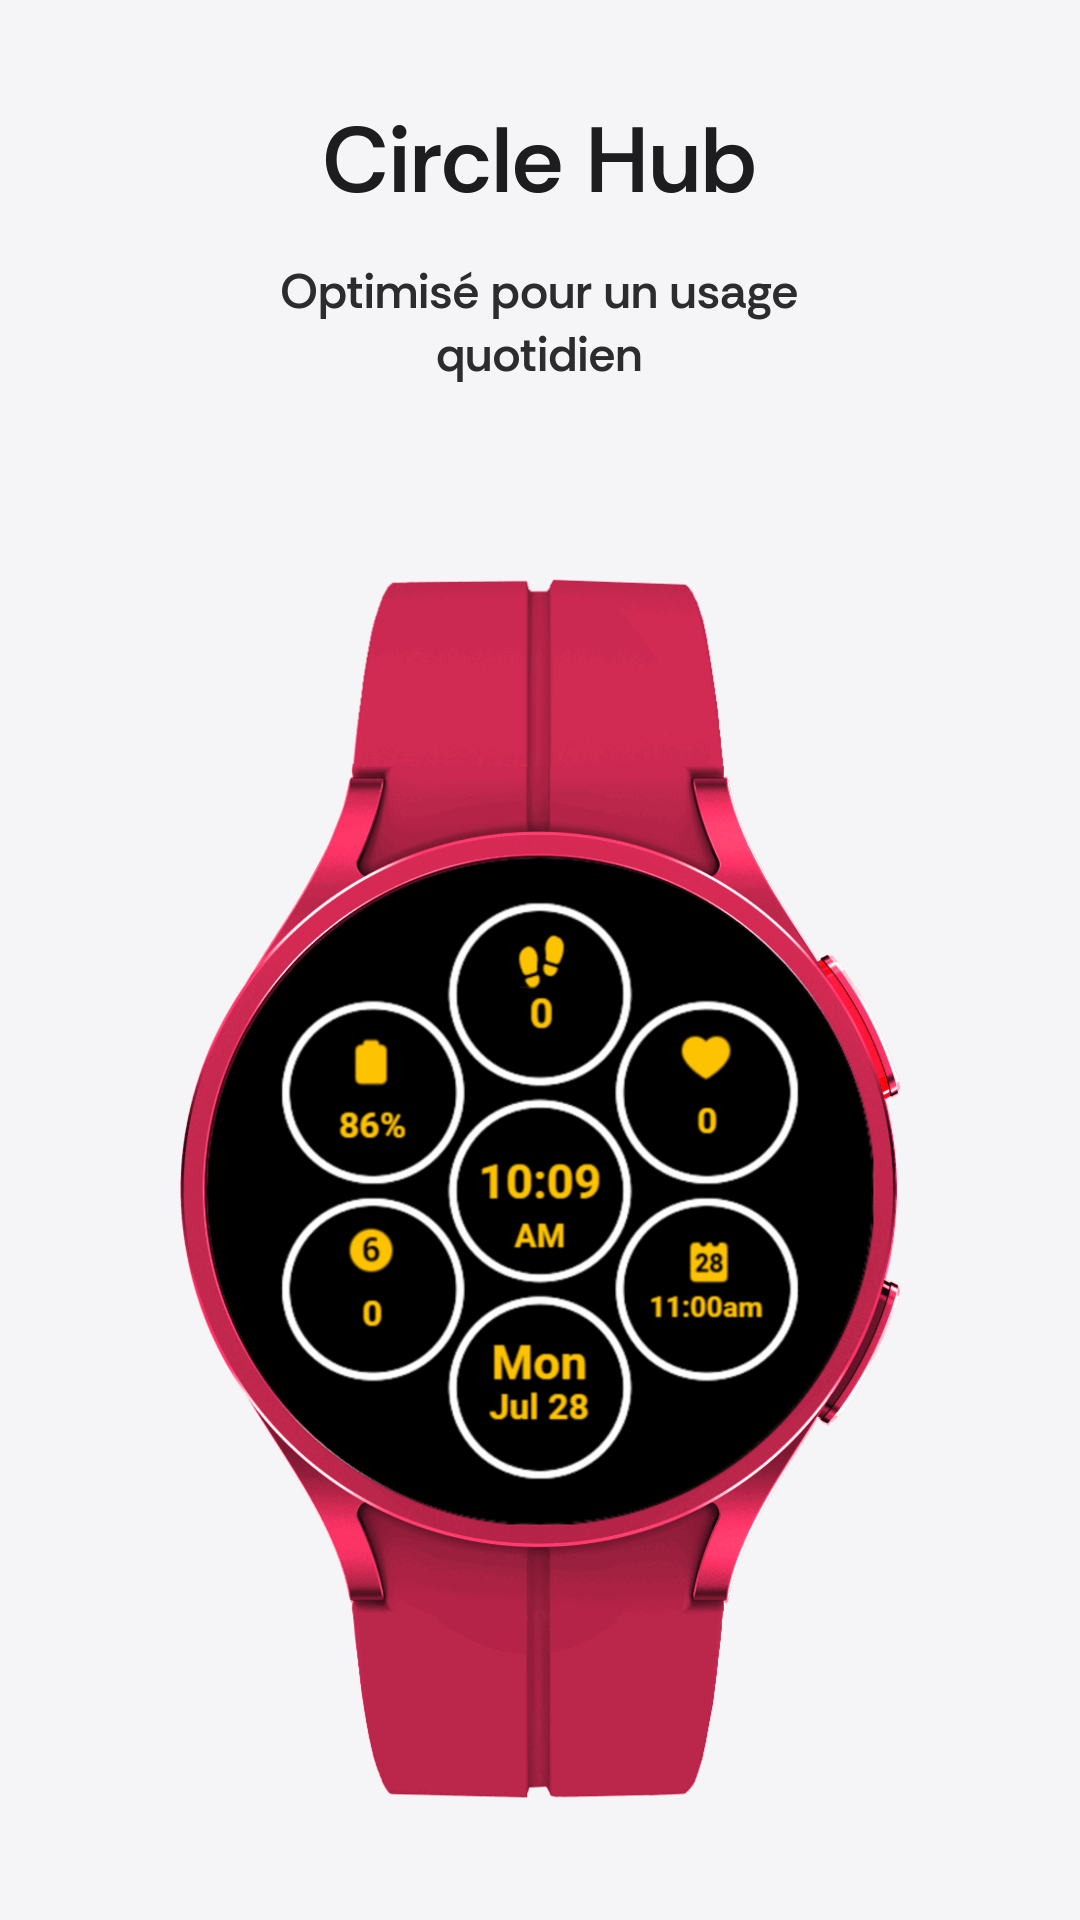 Circle Hub
Optimisé pour un usage
quotidien
0
86%
0
10:09
AM
6
0
28
11:00am
Mon
Jul 28